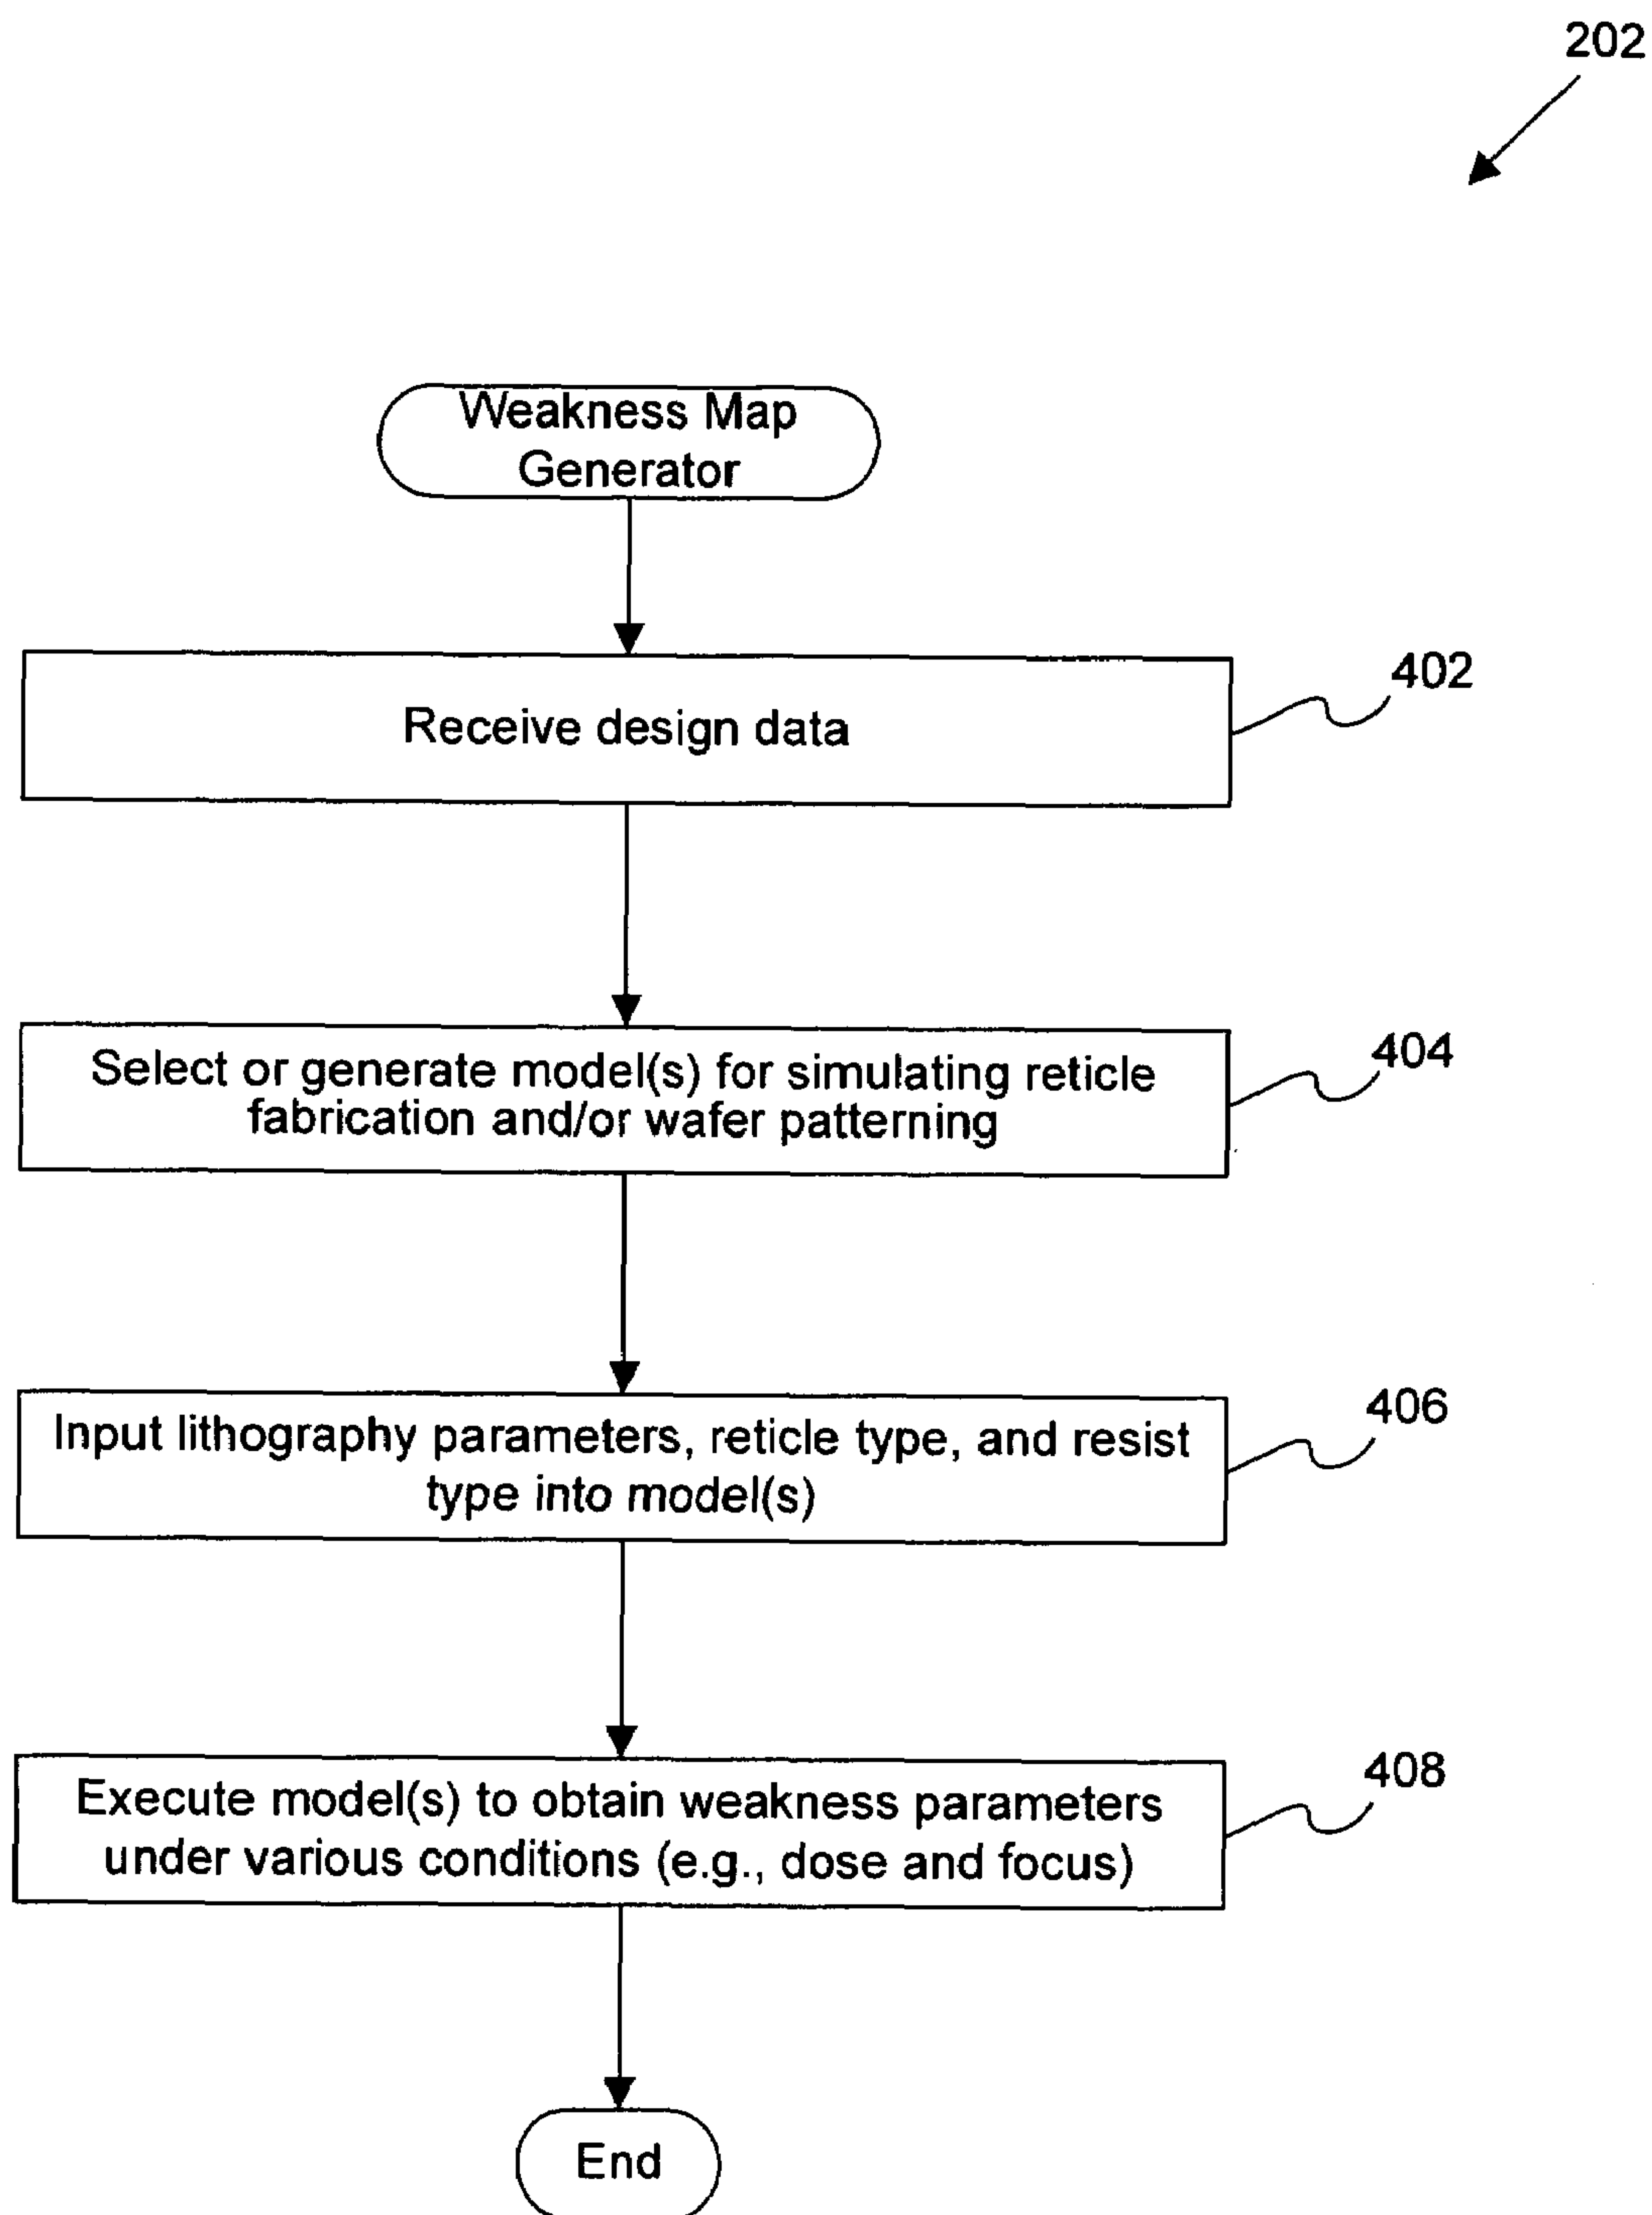 202
Weakness Map
Generator
Receive design data
402
Select or generate model(s) for simulating reticle
fabrication and/or wafer patterning
404
Input lithography parameters, reticle type, and resist
type into model(s)
406
Execute model(s) to obtain weakness parameters
under various conditions (e.g., dose and focus)
408
End